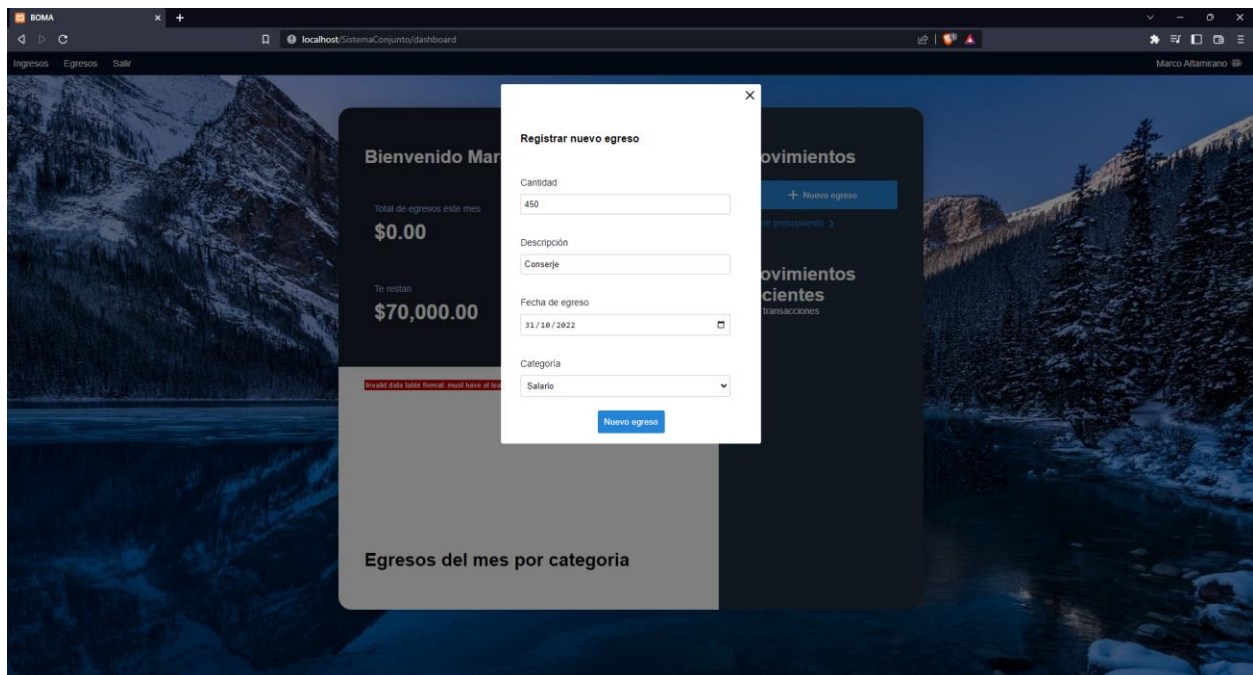 BOMA
localhost/SistemaConjunto/dashboard
Ingresos Egresos Salir
Marco Altamirano
Bienvenido Mar
Total de egresos este mes
$0.00
Te restan
$70,000.00
Invalid data table format: must have at lea
Egresos del mes por categoria
Registrar nuevo egreso
Cantidad
450
Descripción
Conserje
Fecha de egreso
31/10/2022
Categoría
Salario
Nuevo egreso
ovimientos
+ Nuevo egreso
presupuesto >
ovimientos
cientes
transacciones